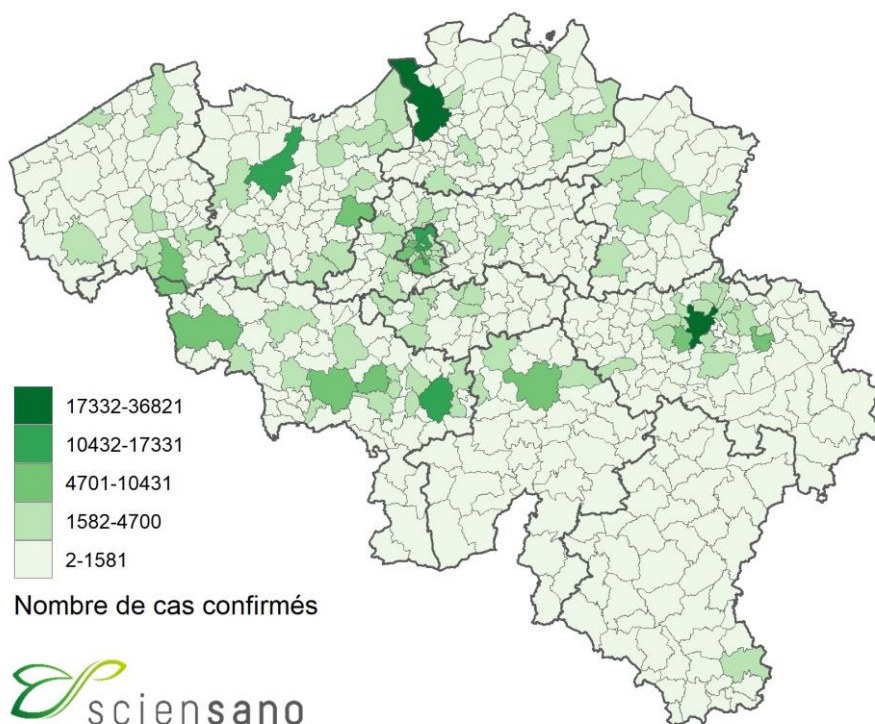 17332-36821
10432-17331
4701-10431
1582-4700
2-1581
Nombre de cas confirmés
sciensano